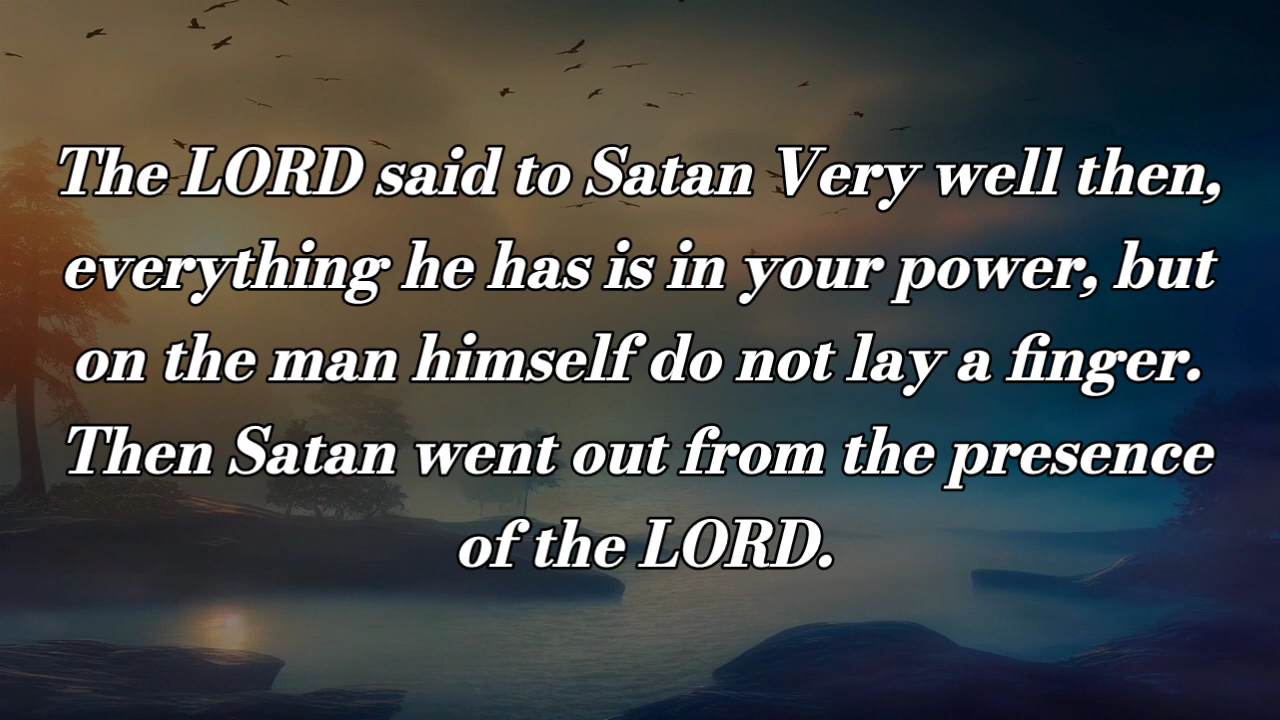 The LORD said to Satan Very well then,
everything he has is in your power, but
on the man himself do not lay a finger.
Then Satan went out from the presence
of the LORD.